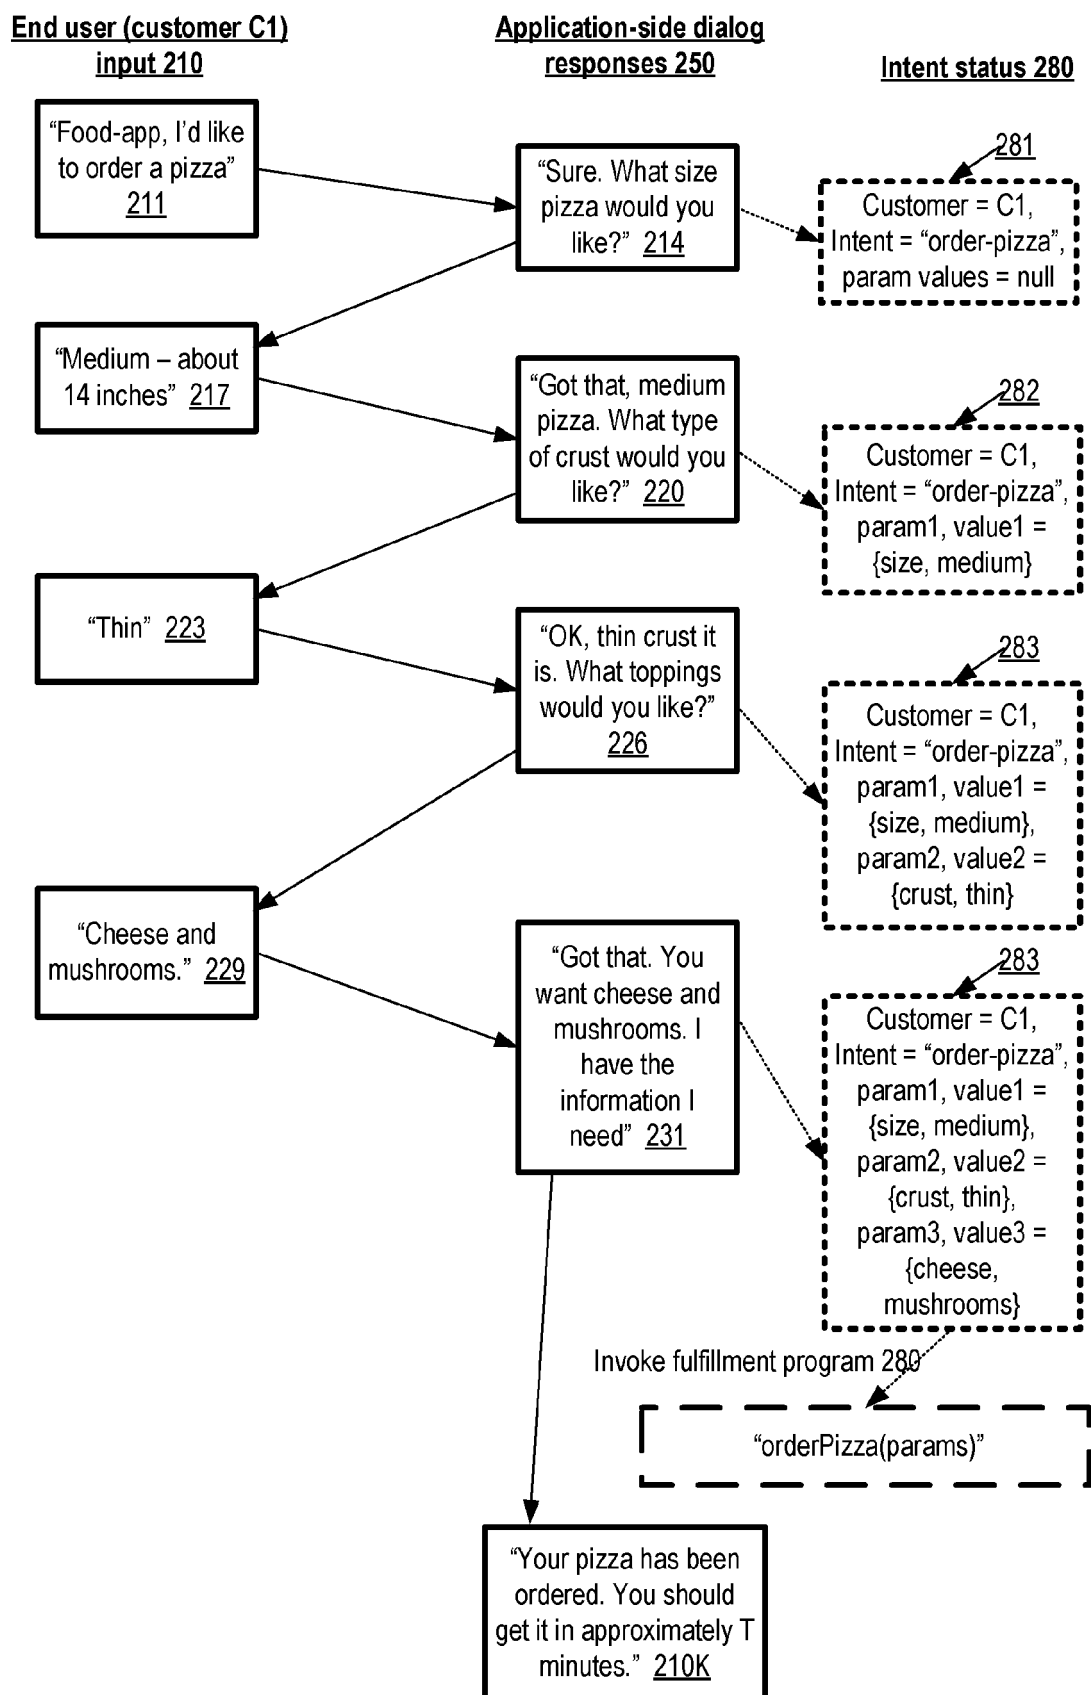 End user (customer C1)
input 210
Application-side dialog
responses 250
Intent status 280
“Food-app, I’d like
to order a pizza”
211
“Sure. What size
pizza would you
like?” 214
281
Customer = C1,
Intent = “order-pizza”,
param values = null
“Medium – about
14 inches” 217
“Got that, medium
pizza. What type
of crust would you
like?” 220
282
Customer = C1,
Intent = “order-pizza”,
param1, value1 =
{size, medium}
“Thin” 223
“OK, thin crust it
is. What toppings
would you like?”
226
283
Customer = C1,
Intent = “order-pizza”,
param1, value1 =
{size, medium},
param2, value2 =
{crust, thin}
“Cheese and
mushrooms.” 229
“Got that. You
want cheese and
mushrooms. I
have the
information I
need” 231
283
Customer = C1,
Intent = “order-pizza”,
param1, value1 =
{size, medium},
param2, value2 =
{crust, thin},
param3, value3 =
{cheese,
mushrooms}
Invoke fulfillment program 280
“orderPizza(params)”
“Your pizza has been
ordered. You should
get it in approximately T
minutes.” 210K